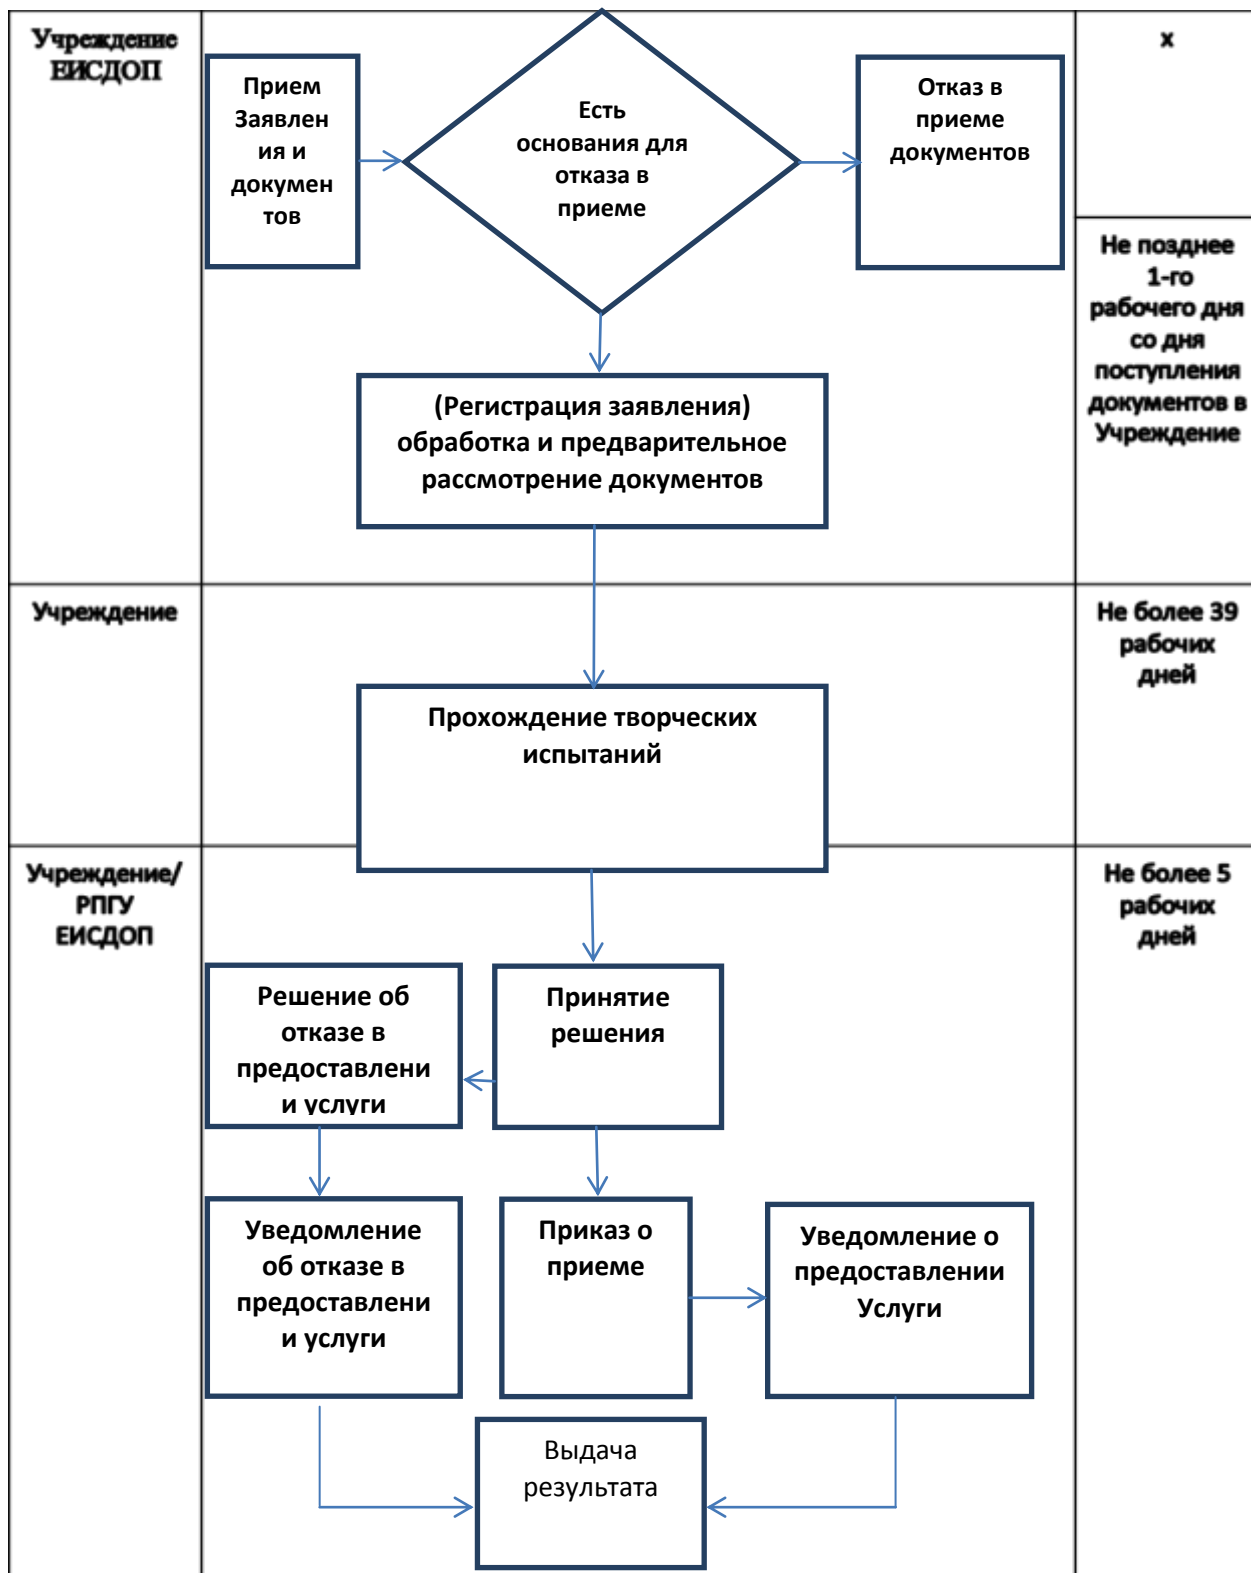 Учреждение
ЕИСДОП
Прием
Заявлен
ия и
докумен
тов
Есть
основания для
отказа в
приеме
Отказ в
приеме
документов
х
Не позднее
1-го
рабочего дня
со дня
поступления
документов в
Учреждение
(Регистрация заявления)
обработка и предварительное
рассмотрение документов
Учреждение
Прохождение творческих
испытаний
Не более 39
рабочих
дней
Учреждение/
РПГУ
ЕИСДОП
Не более 5
рабочих
дней
Решение об
отказе в
предоставлени
и услуги
Принятие
решения
Уведомление
об отказе в
предоставлени
и услуги
Приказ о
приеме
Уведомление о
предоставлении
Услуги
Выдача
результата